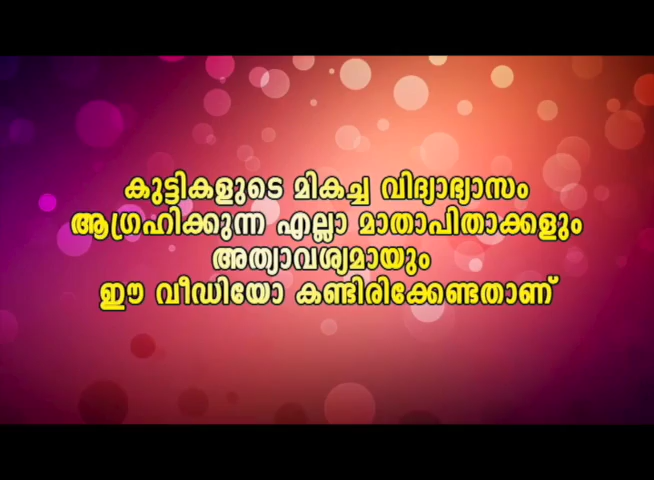 കുട്ടികളുടെ മികച്ച വിദ്യാഭ്യാസം
ആഗ്രഹിക്കുന്ന എല്ലാ മാതാപിതാക്കളും
അത്യാവശ്യമായും
ഈ വീഡിയോ കണ്ടിരിക്കേണ്ടതാണ്